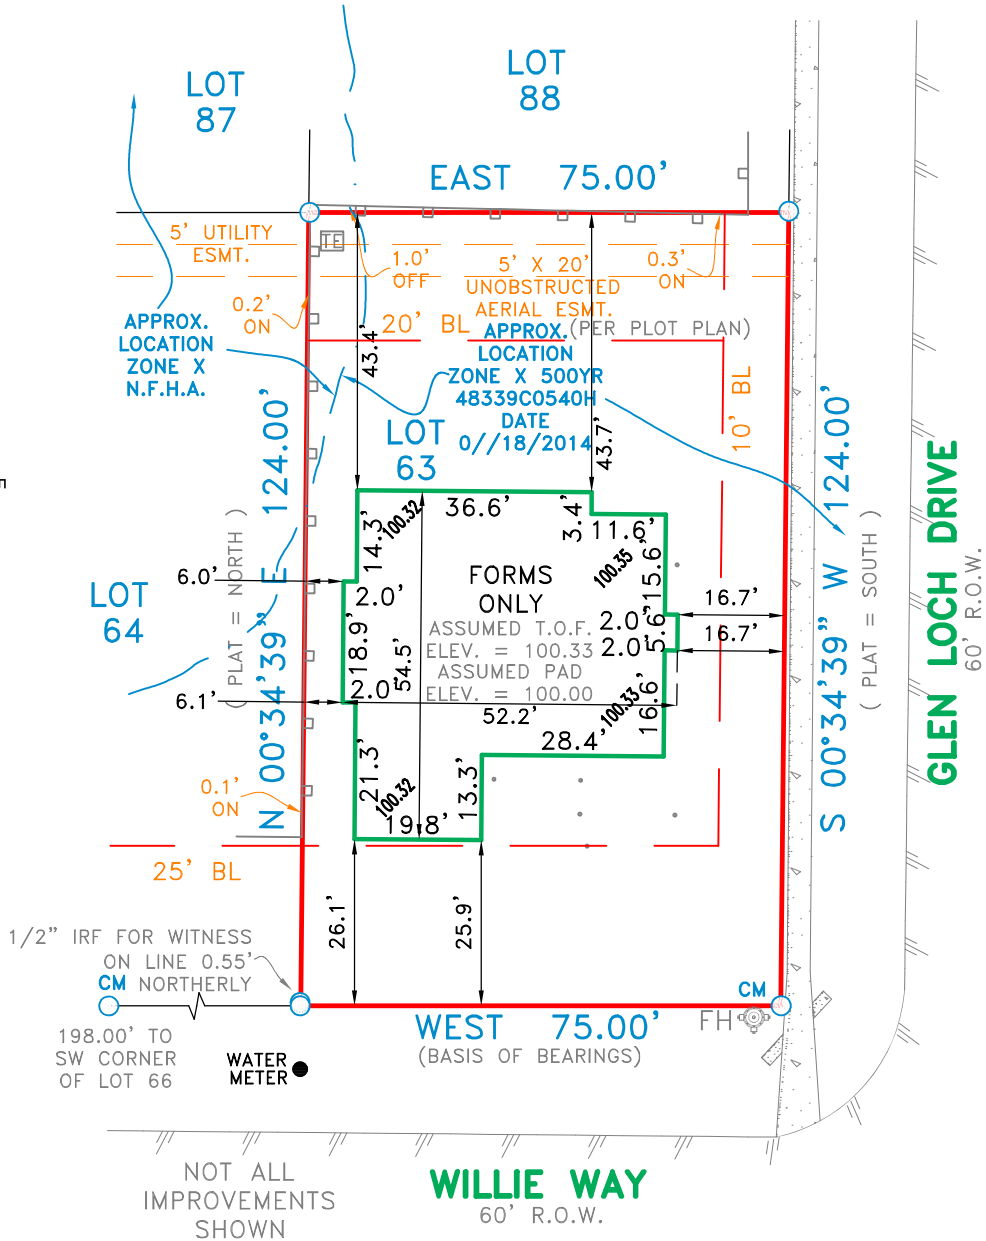 LOT
87
LOT
88
EAST 75.00'
5' UTILITY
ESMT.
TE
1.0'
OFF
5' X 20'
UNOBSTRUCTED
AERIAL ESMT.
(PER PLOT PLAN)
0.3'
ON
0.2'
ON
20' BL
APPROX.
LOCATION
ZONE X
N.F.H.A.
APPROX.
LOCATION
ZONE X 500YR
48339C0540H
DATE
0//18/2014
43.4'
43.7'
10' BL
LOT
63
N 00°34'39" E 124.00'
( PLAT = NORTH )
S 00°34'39" W 124.00'
( PLAT = SOUTH )
GLEN LOCH DRIVE
60' R.O.W.
36.6'
3.4'
11.6'
14.3'
100.32
100.35
15.6'
6.0'
2.0'
FORMS
ONLY
ASSUMED T.O.F.
ELEV. = 100.33
ASSUMED PAD
ELEV. = 100.00
LOT
64
18.9'
54.5'
2.0'
5.6'
2.0'
16.7'
16.7'
6.1'
2.0'
52.2'
100.33
16.6'
28.4'
21.3'
100.32
13.3'
19.8'
0.1'
ON
25' BL
26.1'
25.9'
1/2" IRF FOR WITNESS
ON LINE 0.55'
NORTHERLY
CM
CM
198.00' TO
SW CORNER
OF LOT 66
WATER
METER
WEST 75.00'
(BASIS OF BEARINGS)
FH
NOT ALL
IMPROVEMENTS
SHOWN
WILLIE WAY
60' R.O.W.